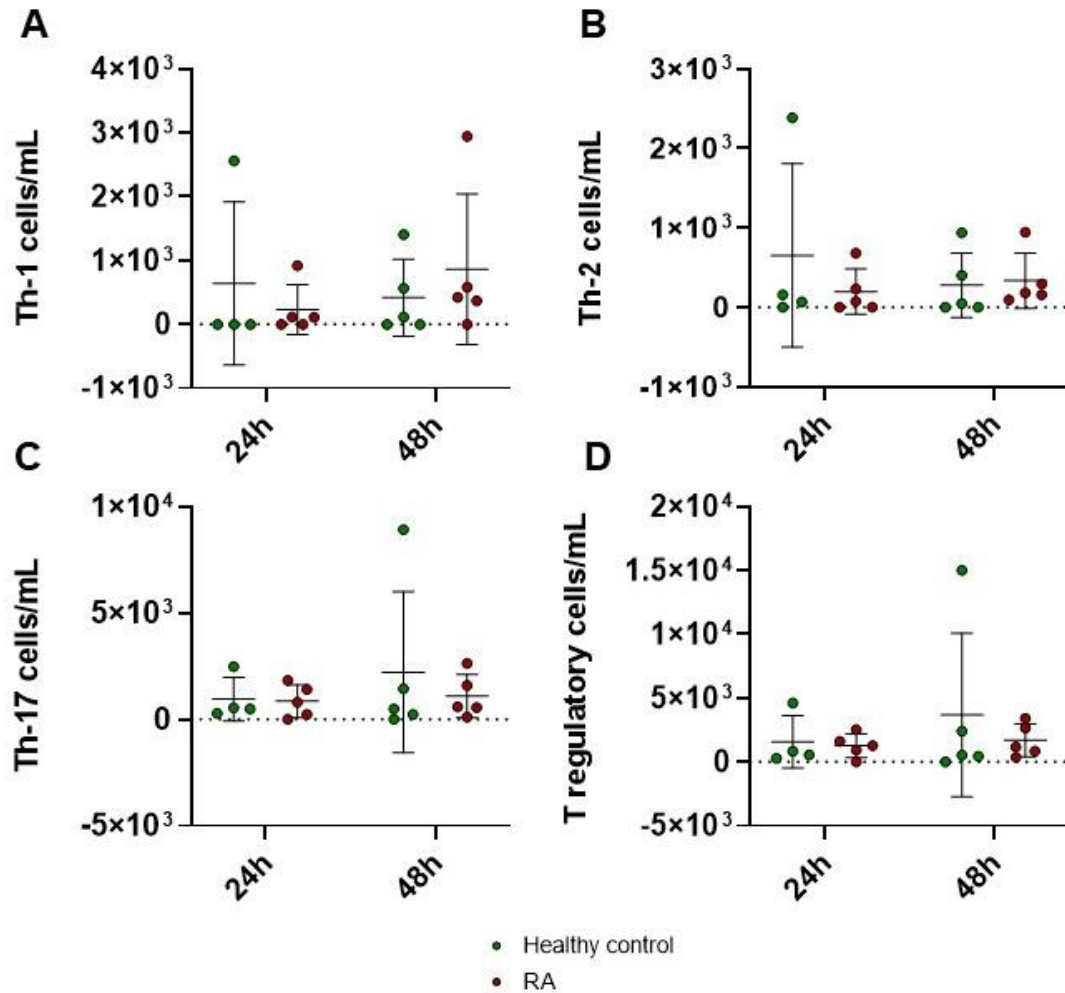 A
Th-1 cells/mL
4×10³
3×10³
2×10³
1×10³
0
-1×10³
24h
48h
B
Th-2 cells/mL
3×10³
2×10³
1×10³
0
-1×10³
24h
48h
C
Th-17 cells/mL
1×10⁴
5×10³
0
-5×10³
24h
48h
D
T regulatory cells/mL
2×10⁴
1.5×10⁴
1×10⁴
5×10³
0
-5×10³
24h
48h
Healthy control
RA